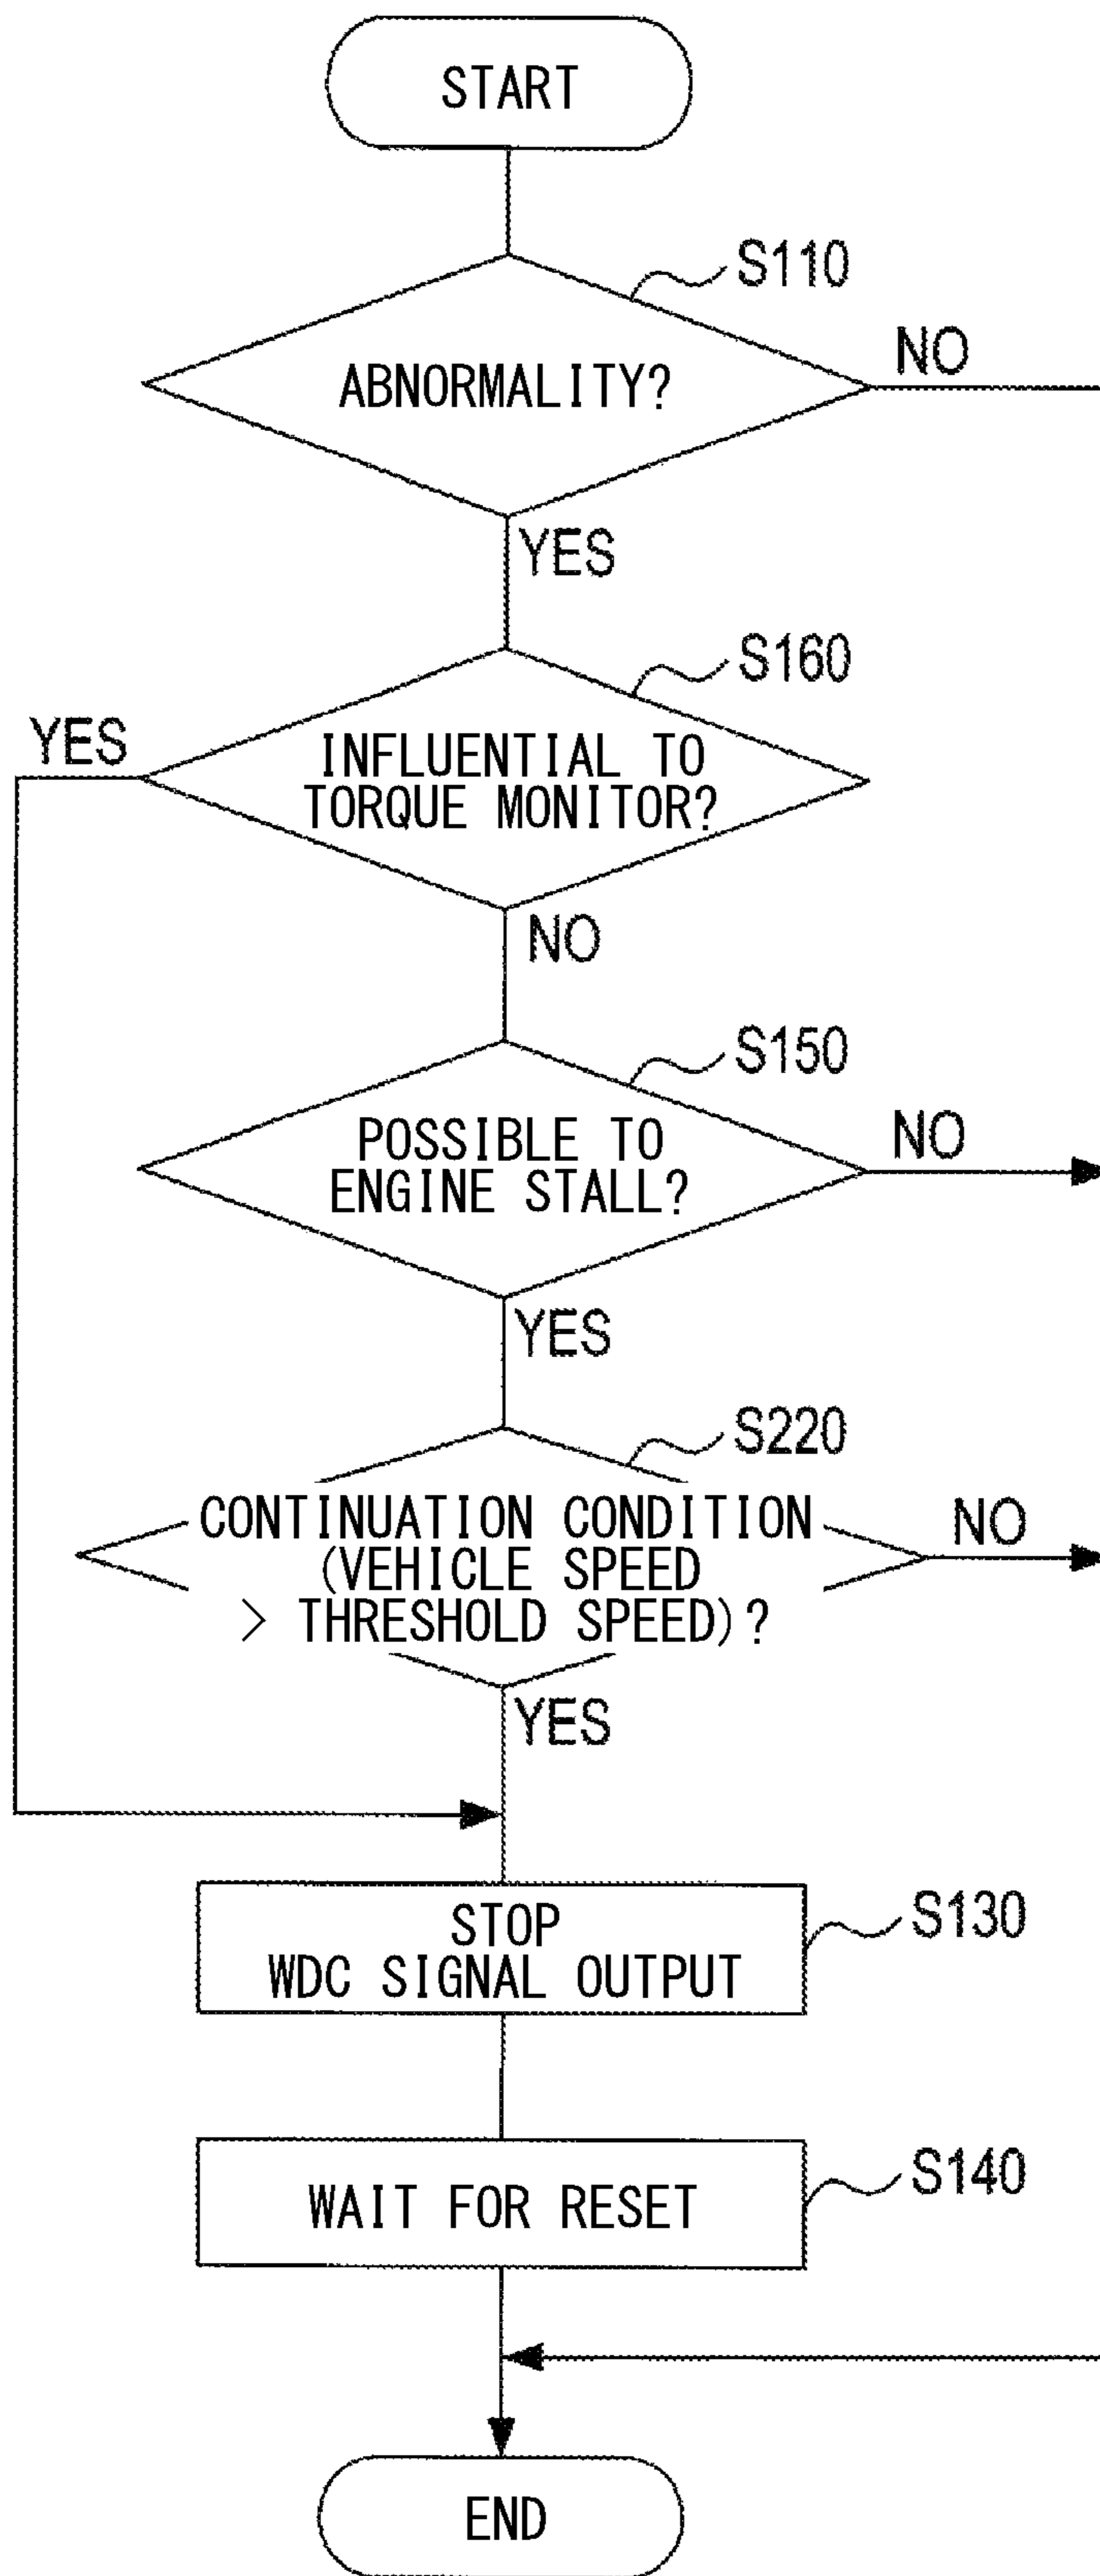 START
S110
ABNORMALITY?
NO
YES
S160
YES
INFLUENTIAL TO
TORQUE MONITOR?
NO
S150
POSSIBLE TO
ENGINE STALL?
NO
YES
S220
CONTINUATION CONDITION
(VEHICLE SPEED
> THRESHOLD SPEED)?
NO
YES
STOP
WDC SIGNAL OUTPUT
S130
WAIT FOR RESET
S140
END